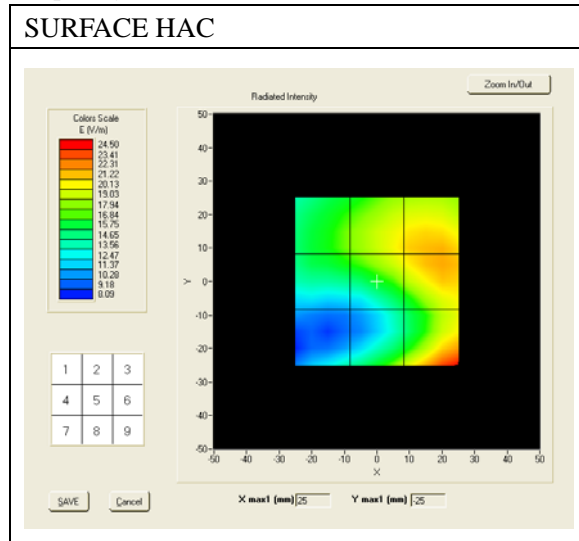 SURFACE HAC
Zoom In/Out
Radiated Intensity
Colors Scale
E (V/m)
24.50
23.41
22.31
21.22
20.13
19.03
17.94
16.84
15.75
14.65
13.56
12.47
11.37
10.28
9.18
8.09
50-
40-
30-
20-
10-
0-
-10-
-20-
-30-
-40-
-50-
Y
-50 -40 -30 -20 -10 0 10 20 30 40 50
X
1 2 3
4 5 6
7 8 9
SAVE Cancel X max1 (mm) 25 Y max1 (mm) -25